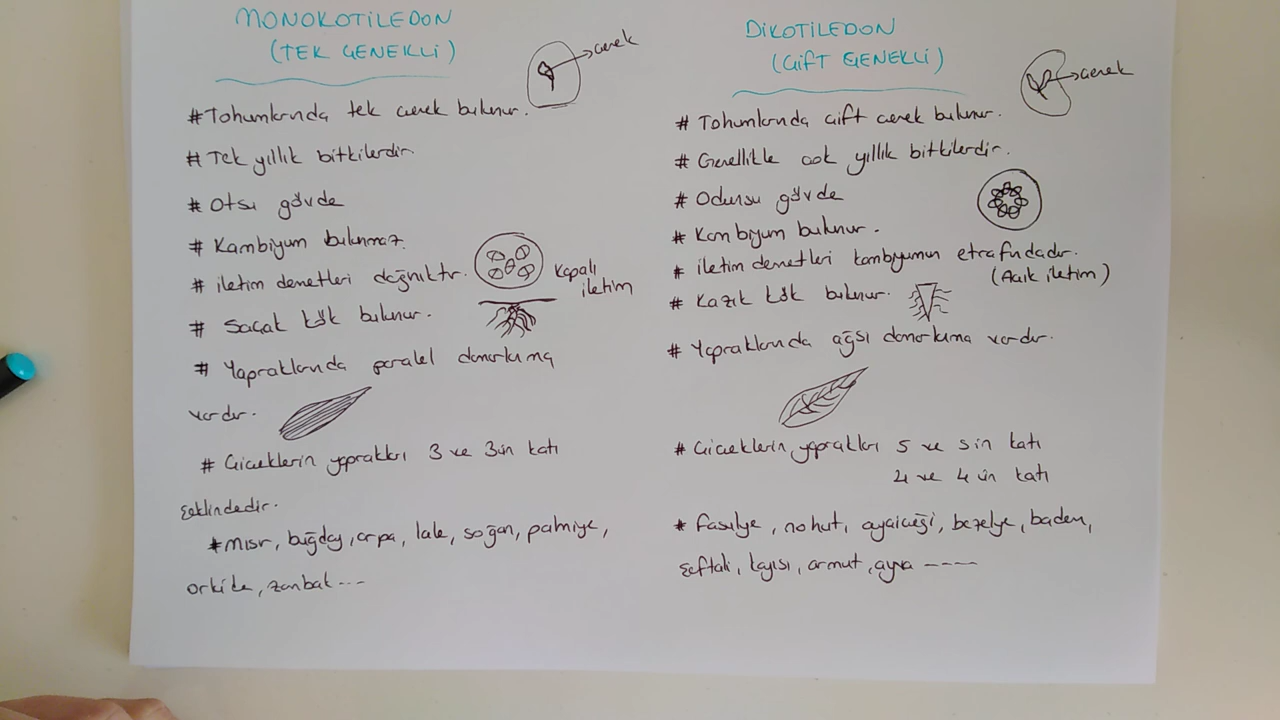 MONOKOTİLEDON
(TEK ÇENEKLİ)
çenek
#Tohumlarında tek çenek bulunur.
# Tek yıllık bitkilerdir.
# Otsu gövde
# Kambiyum bulunmaz.
# iletim demetleri dağınıktır.
Kapalı
iletim
# Saçak kök bulunur.
# Yapraklarında paralel damarlanma
vardır.
# Çiçeklerin yaprakları 3 ve 3ün katı
şeklindedir.
*mısır, buğday, arpa, lale, soğan, palmiye,
orkide, zambak ---
DİKOTİLEDON
(ÇİFT ÇENEKLİ)
çenek
# Tohumlarında çift çenek bulunur.
# Genellikle çok yıllık bitkilerdir.
# Odunsu gövde
# Kambiyum bulunur.
* iletim demetleri kambiyumun etrafındadır.
(Açık iletim)
# Kazık kök bulunur.
# Yapraklarında ağsı damarlanma vardır.
# Çiçeklerin yaprakları 5 ve 5in katı
4 ve 4 ün katı
* fasulye, nohut, ayçiçeği, bezelye, badem,
şeftali, kayısı, armut, ayva ----